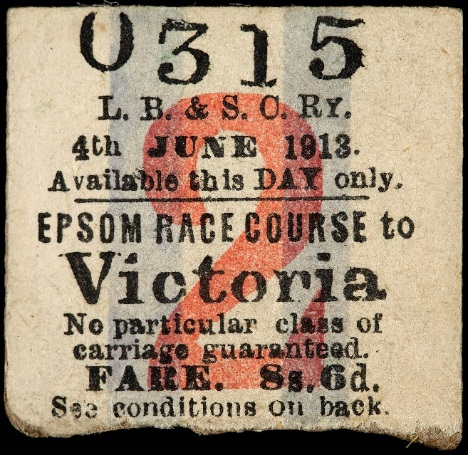 0315
L. B. & S. C. RY.
4th JUNE 1913.
Available this DAY only.
EPSOM RACE COURSE to
Victoria
2
No particular class of
carriage guaranteed.
FARE. 8s. 6d.
See conditions on back.